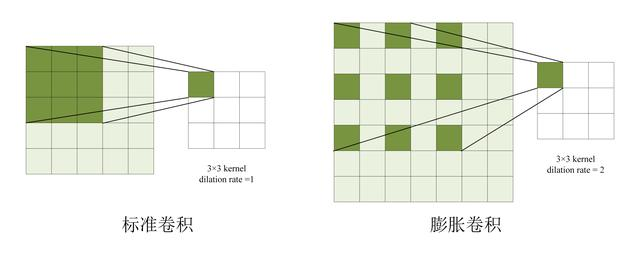 3×3 kernel
dilation rate =1
标准卷积
3×3 kernel
dilation rate = 2
膨胀卷积